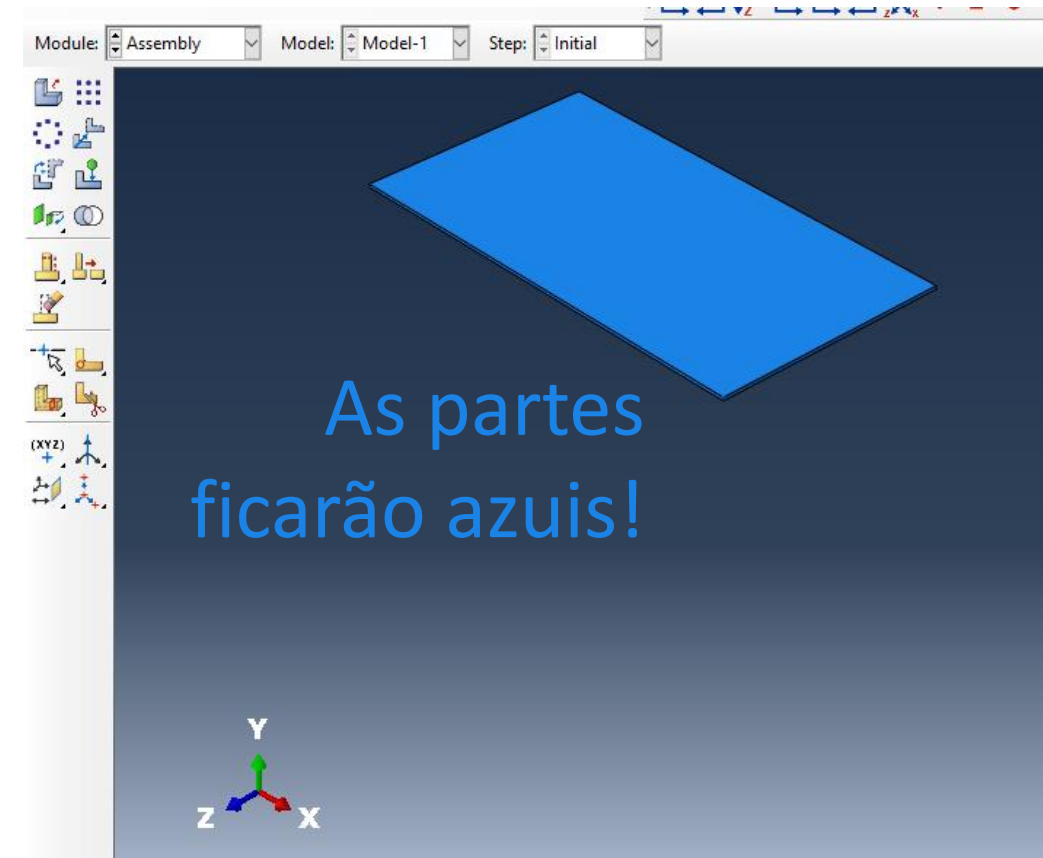 Module: Assembly Model: Model-1 Step: Initial
As partes
ficarão azuis!
(XYZ)
Y
Z X